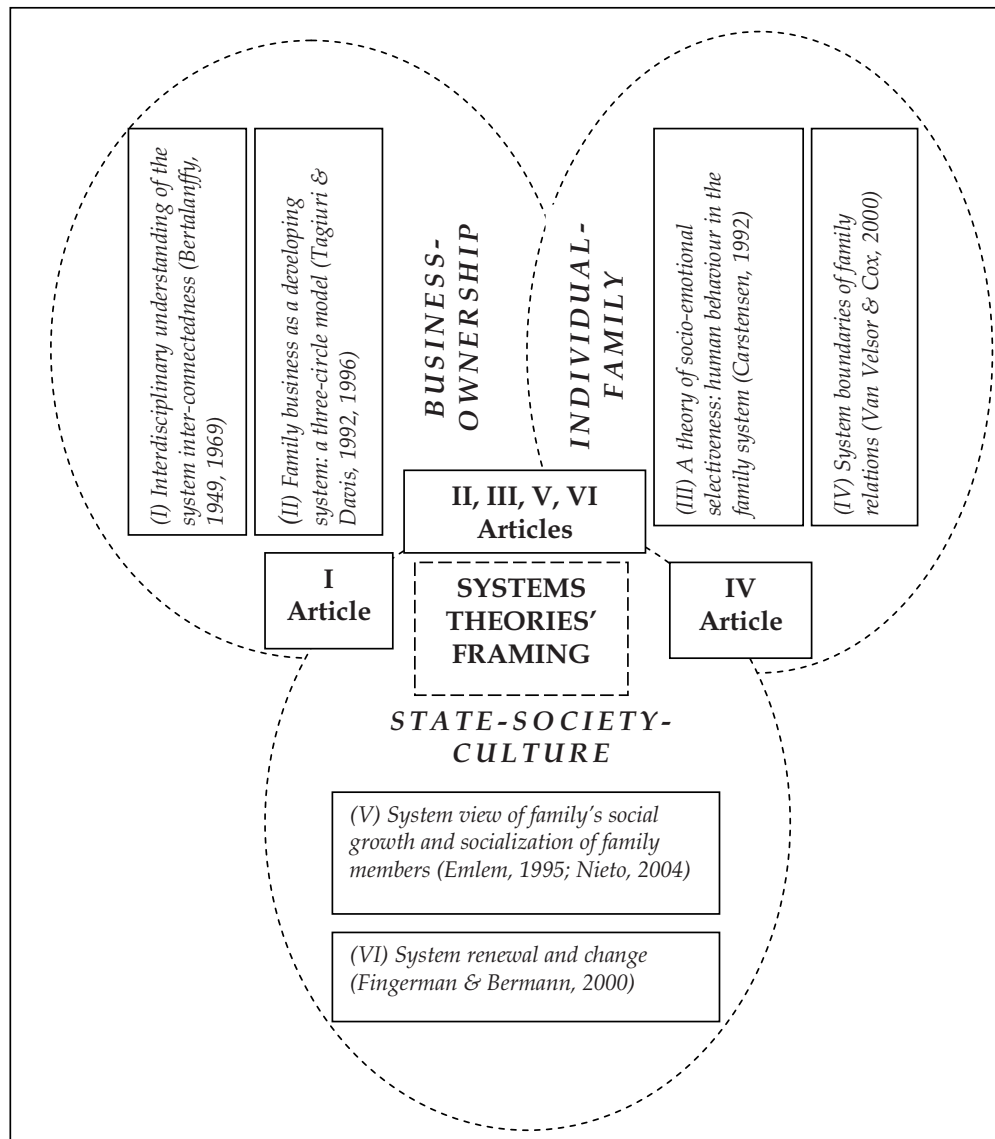 (I) Interdisciplinary understanding of the
system inter-connectedness (Bertalanffy,
1949, 1969)
(II) Family business as a developing
system: a three-circle model (Tagiuri &
Davis, 1992, 1996)
BUSINESS-
OWNERSHIP
INDIVIDUAL-
FAMILY
(III) A theory of socio-emotional
selectiveness: human behaviour in the
family system (Carstensen, 1992)
(IV) System boundaries of family
relations (Van Velsor & Cox, 2000)
II, III, V, VI
Articles
I
Article
SYSTEMS
THEORIES'
FRAMING
IV
Article
STATE-SOCIETY-
CULTURE
(V) System view of family's social
growth and socialization of family
members (Emlem, 1995; Nieto, 2004)
(VI) System renewal and change
(Fingerman & Bermann, 2000)